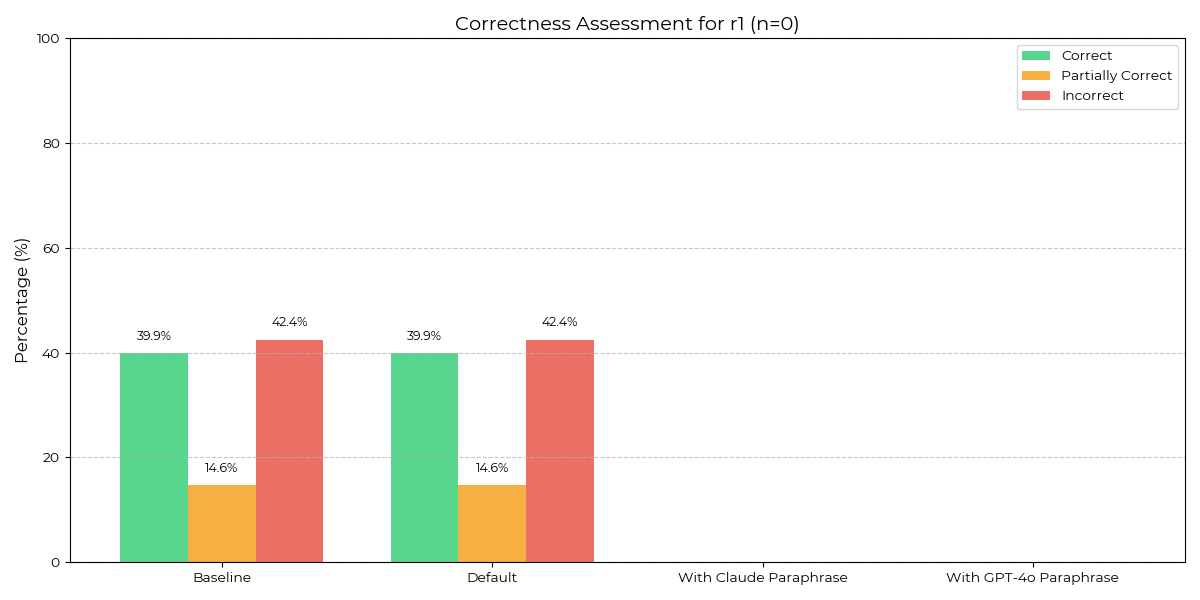 Correctness Assessment for r1 (n=0)
Percentage (%)
100
80
60
40
20
0
Correct
Partially Correct
Incorrect
39.9%
14.6%
42.4%
39.9%
14.6%
42.4%
Baseline
Default
With Claude Paraphrase
With GPT-4o Paraphrase